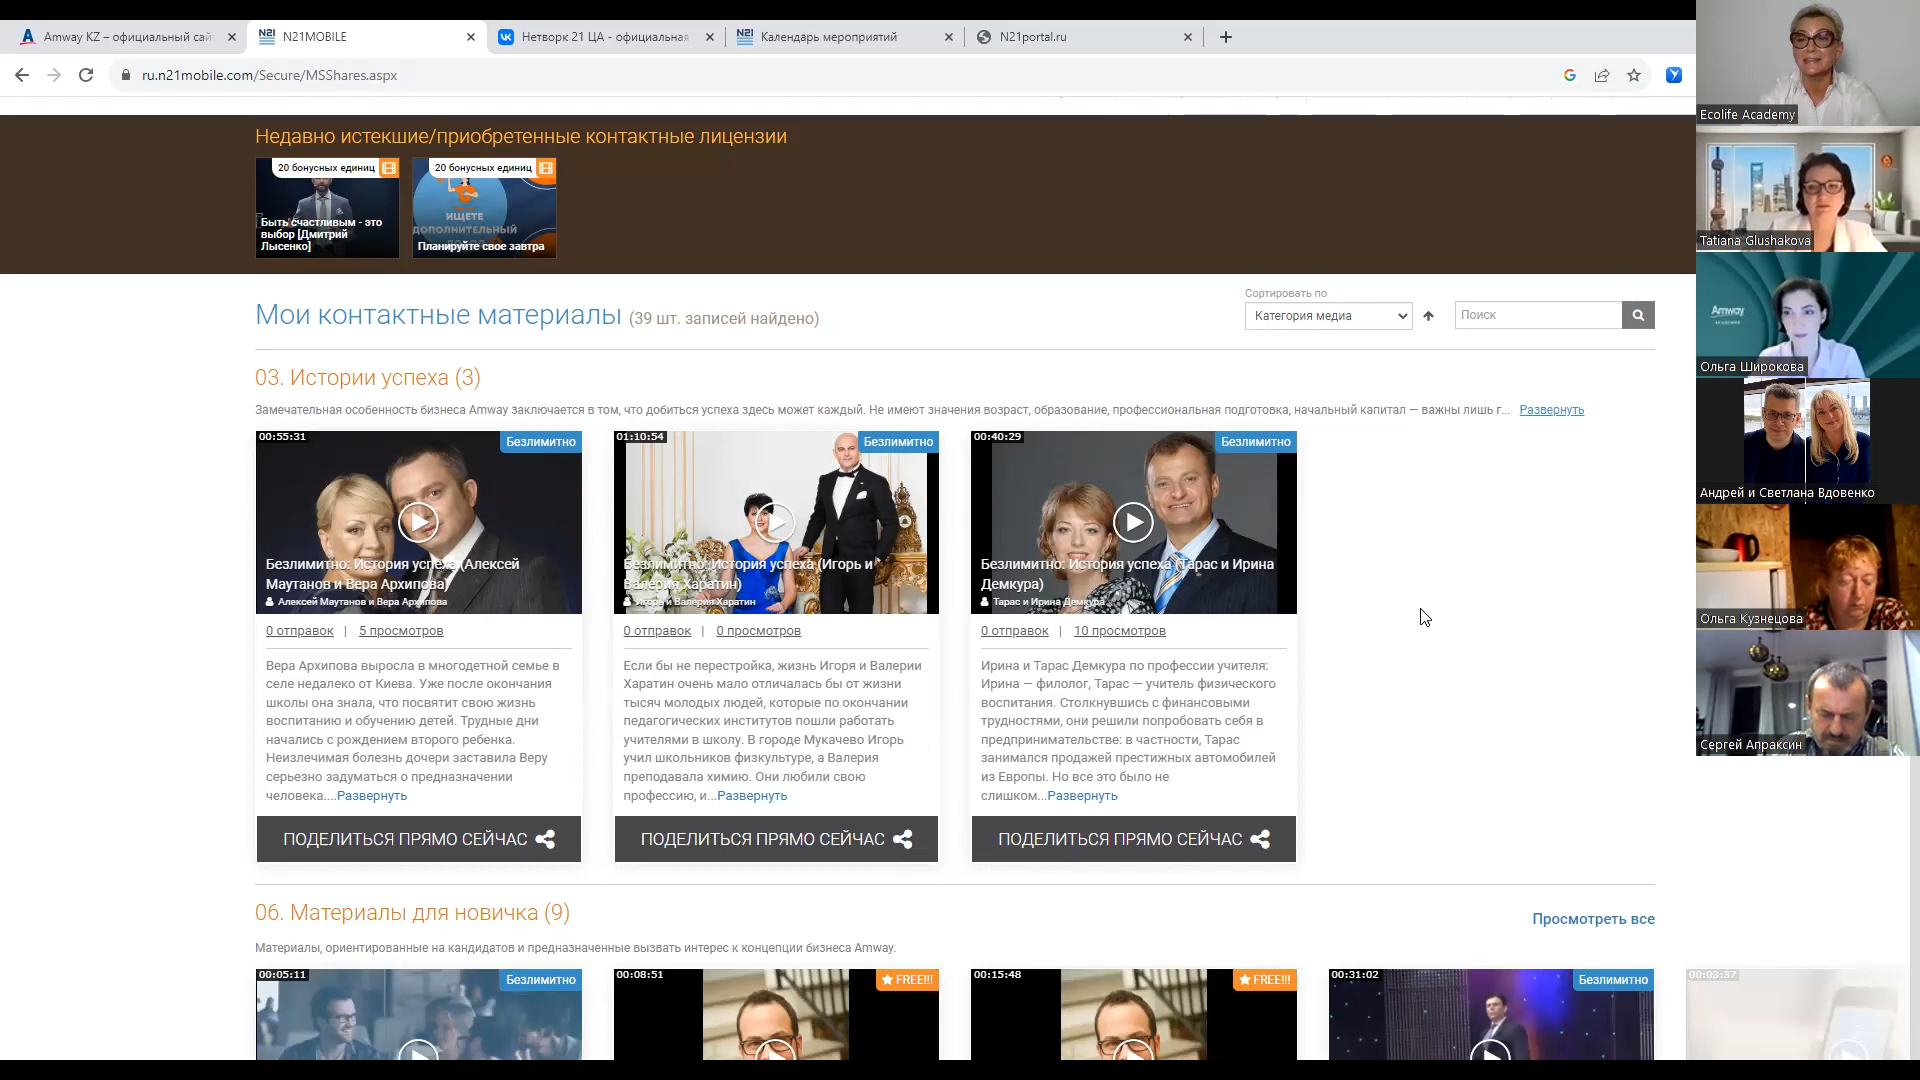 Amway KZ – официальный сай
N21MOBILE
Нетворк 21 ЦА - официальная
Календарь мероприятий
N21portal.ru
ru.n21mobile.com/Secure/MSShares.aspx
Недавно истекшие/приобретенные контактные лицензии
20 бонусных единиц
Быть счастливым - это
выбор [Дмитрий
Лысенко]
20 бонусных единиц
ИЩЕТЕ
ДОПОЛНИТЕЛЬНЫЙ
Планируйте свое завтра
Мои контактные материалы (39 шт. записей найдено)
Сортировать по
Категория медиа
Поиск
03. Истории успеха (3)
Замечательная особенность бизнеса Amway заключается в том, что добиться успеха здесь может каждый. Не имеют значения возраст, образование, профессиональная подготовка, начальный капитал — важны лишь г... Развернуть
00:55:31
Безлимитно
Безлимитно: История успеха (Алексей
Маутанов и Вера Архипова)
Алексей Маутанов и Вера Архипова
0 отправок | 5 просмотров
Вера Архипова выросла в многодетной семье в
селе недалеко от Киева. Уже после окончания
школы она знала, что посвятит свою жизнь
воспитанию и обучению детей. Трудные дни
начались с рождением второго ребенка.
Неизлечимая болезнь дочери заставила Веру
серьезно задуматься о предназначении
человека....Развернуть
ПОДЕЛИТЬСЯ ПРЯМО СЕЙЧАС
01:10:54
Безлимитно
Безлимитно: История успеха (Игорь и
Валерия Харатин)
Игорь и Валерия Харатин
0 отправок | 0 просмотров
Если бы не перестройка, жизнь Игоря и Валерии
Харатин очень мало отличалась бы от жизни
тысяч молодых людей, которые по окончании
педагогических институтов пошли работать
учителями в школу. В городе Мукачево Игорь
учил школьников физкультуре, а Валерия
преподавала химию. Они любили свою
профессию, и...Развернуть
ПОДЕЛИТЬСЯ ПРЯМО СЕЙЧАС
00:40:29
Безлимитно
Безлимитно: История успеха (Тарас и Ирина
Демкура)
Тарас и Ирина Демкура
0 отправок | 10 просмотров
Ирина и Тарас Демкура по профессии учителя:
Ирина — филолог, Тарас — учитель физического
воспитания. Столкнувшись с финансовыми
трудностями, они решили попробовать себя в
предпринимательстве: в частности, Тарас
занимался продажей престижных автомобилей
из Европы. Но все это было не
слишком...Развернуть
ПОДЕЛИТЬСЯ ПРЯМО СЕЙЧАС
06. Материалы для новичка (9)
Просмотреть все
Материалы, ориентированные на кандидатов и предназначенные вызвать интерес к концепции бизнеса Amway.
00:05:11
Безлимитно
00:08:51
FREE!!!
00:15:48
FREE!!!
00:31:02
Безлимитно
00:03:37
Ecolife Academy
Tatiana Glushakova
Amway
Ольга Широкова
Андрей и Светлана Вдовенко
Ольга Кузнецова
Сергей Апраксин